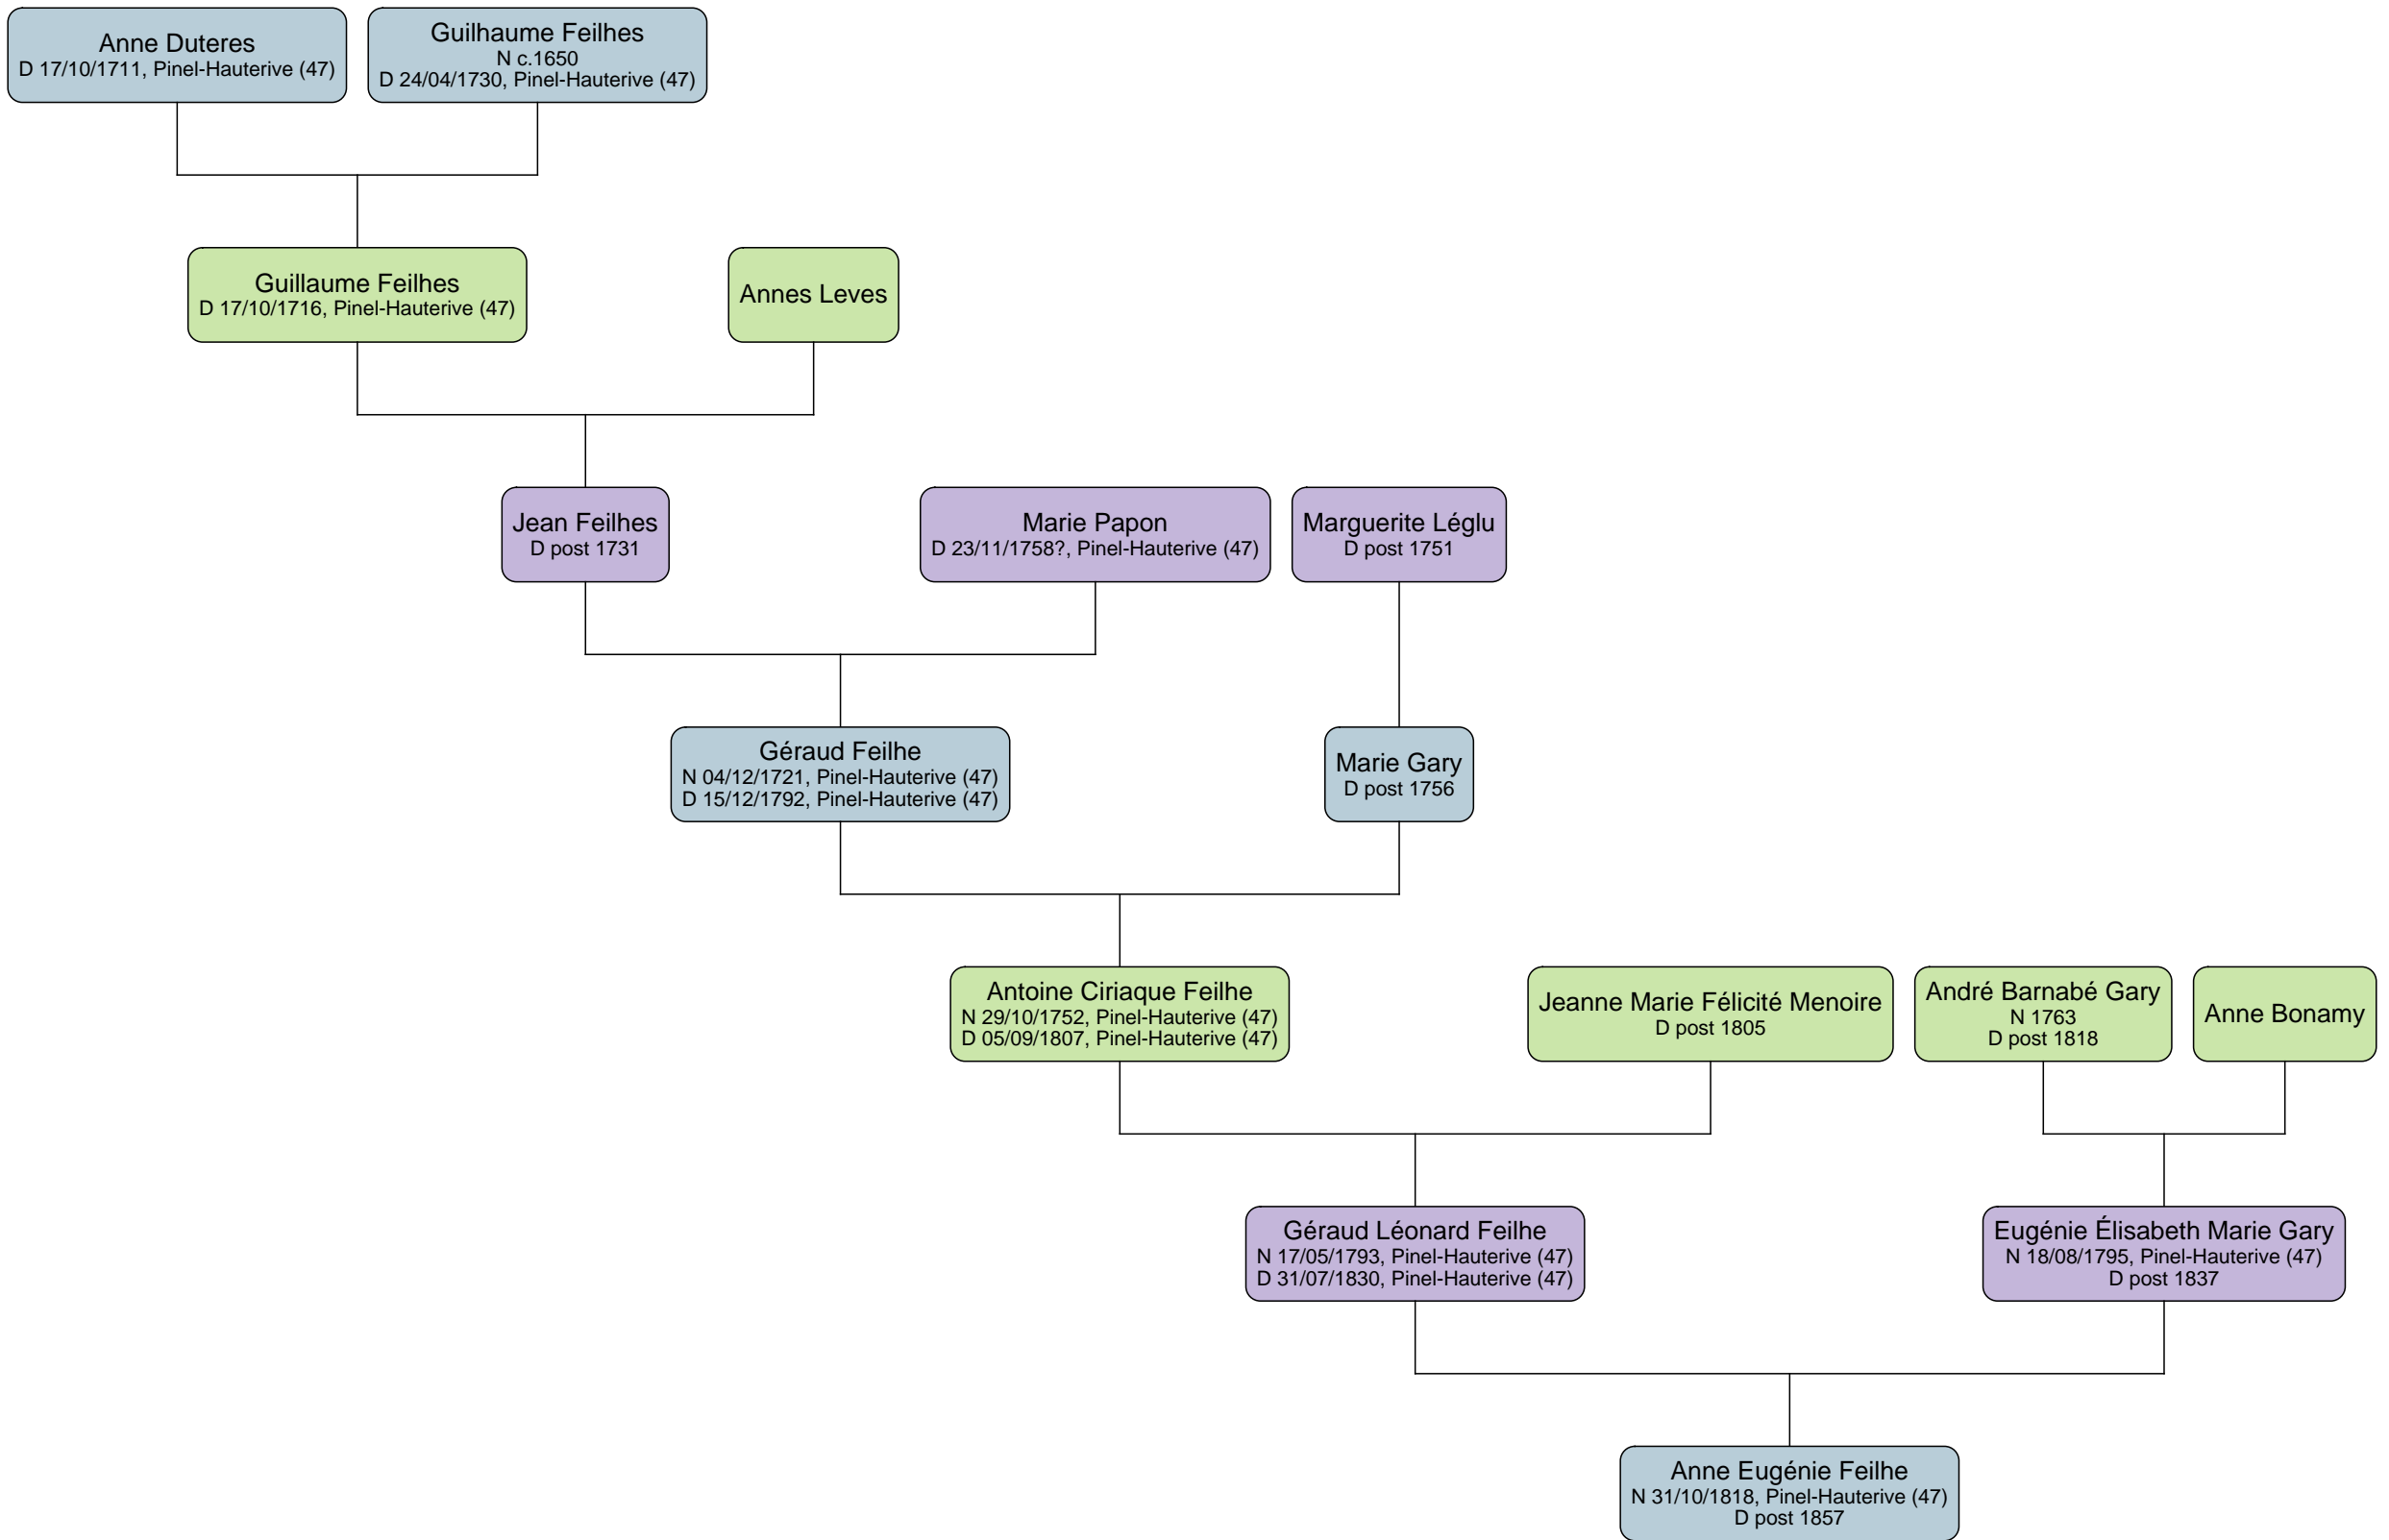 Anne Duteres
D 17/10/1711, Pinel-Hauterive (47)
Guilhaume Feilhes
N c.1650
D 24/04/1730, Pinel-Hauterive (47)
Guillaume Feilhes
D 17/10/1716, Pinel-Hauterive (47)
Annes Leves
Jean Feilhes
D post 1731
Marie Papon
D 23/11/1758?, Pinel-Hauterive (47)
Marguerite Léglu
D post 1751
Géraud Feilhe
N 04/12/1721, Pinel-Hauterive (47)
D 15/12/1792, Pinel-Hauterive (47)
Marie Gary
D post 1756
Antoine Ciriaque Feilhe
N 29/10/1752, Pinel-Hauterive (47)
D 05/09/1807, Pinel-Hauterive (47)
Jeanne Marie Félicité Menoire
D post 1805
André Barnabé Gary
N 1763
D post 1818
Anne Bonamy
Géraud Léonard Feilhe
N 17/05/1793, Pinel-Hauterive (47)
D 31/07/1830, Pinel-Hauterive (47)
Eugénie Élisabeth Marie Gary
N 18/08/1795, Pinel-Hauterive (47)
D post 1837
Anne Eugénie Feilhe
N 31/10/1818, Pinel-Hauterive (47)
D post 1857